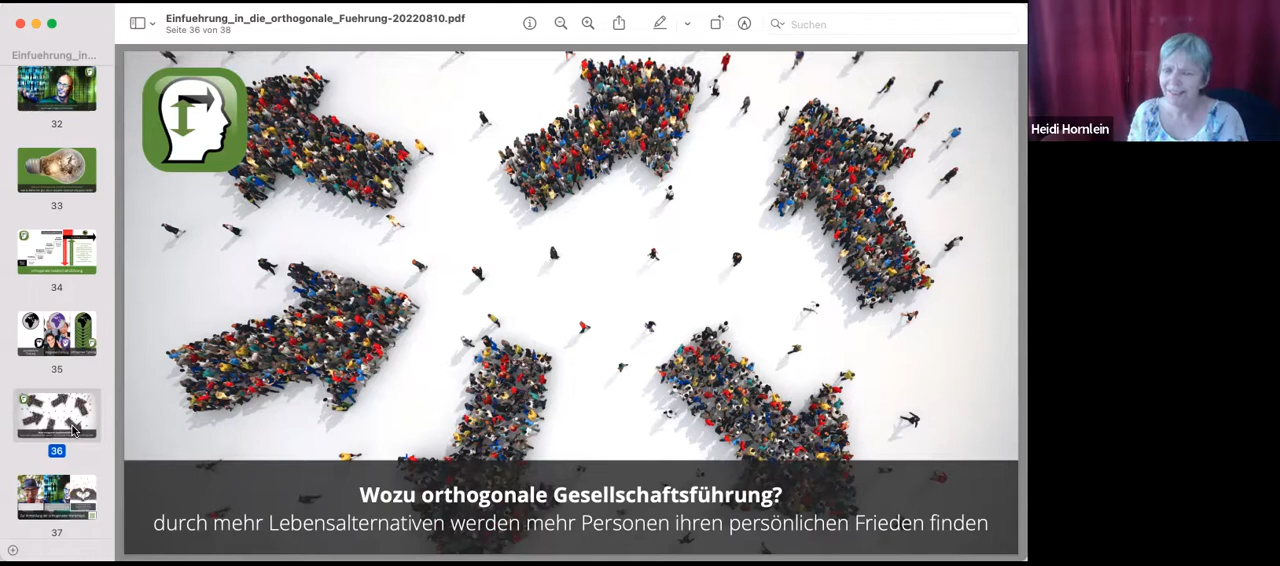 Einfuehrung_in_die_orthogonale_Fuehrung-20220810.pdf
Seite 36 von 38
Suchen
Einfuehrung_in...
32
33
34
35
36
37
Heidi Hornlein
Wozu orthogonale Gesellschaftsführung?
durch mehr Lebensalternativen werden mehr Personen ihren persönlichen Frieden finden